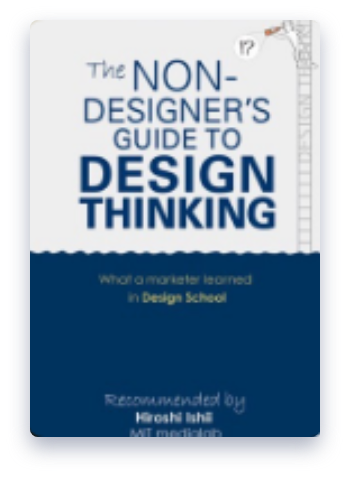 !?
The NON-
DESIGNER'S
GUIDE TO
DESIGN
THINKING
What a marketer learned
in Design School
Recommended by
Hiroshi Ishii
MIT medialab